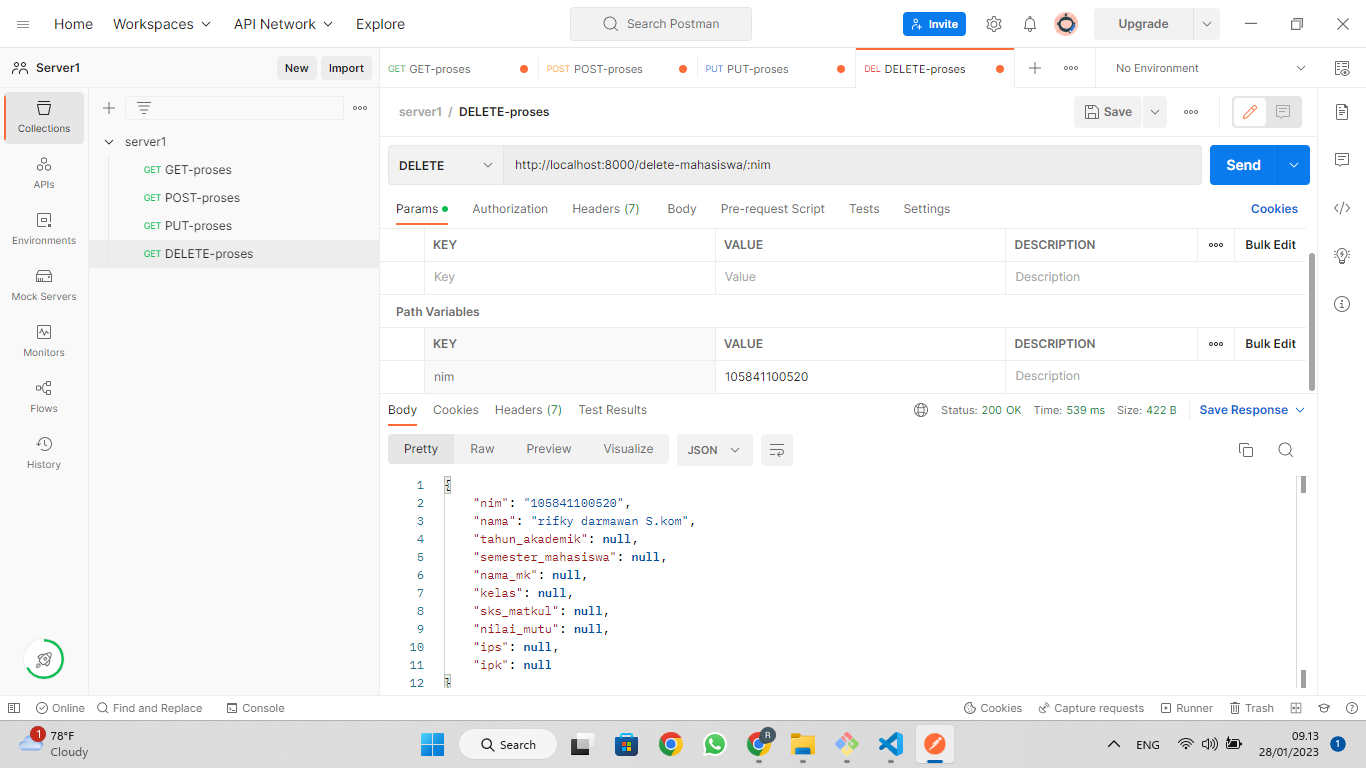 Home Workspaces API Network Explore Search Postman Invite Upgrade
Server1 New Import GET GET-proses POST POST-proses PUT PUT-proses DEL DELETE-proses No Environment
server1 / DELETE-proses Save
Collections
APIs
Environments
Mock Servers
Monitors
Flows
History
server1
GET GET-proses
GET POST-proses
GET PUT-proses
GET DELETE-proses
DELETE http://localhost:8000/delete-mahasiswa/:nim Send
Params Authorization Headers (7) Body Pre-request Script Tests Settings Cookies
KEY VALUE DESCRIPTION Bulk Edit
Key Value Description
Path Variables
KEY VALUE DESCRIPTION Bulk Edit
nim 105841100520 Description
Body Cookies Headers (7) Test Results Status: 200 OK Time: 539 ms Size: 422 B Save Response
Pretty Raw Preview Visualize JSON
1 {
2 "nim": "105841100520",
3 "nama": "rifky darmawan S.kom",
4 "tahun_akademik": null,
5 "semester_mahasiswa": null,
6 "nama_mk": null,
7 "kelas": null,
8 "sks_matkul": null,
9 "nilai_mutu": null,
10 "ips": null,
11 "ipk": null
12 }
Online Find and Replace Console Cookies Capture requests Runner Trash
1 78°F
Cloudy
Search
R
ENG
09.13
28/01/2023
1